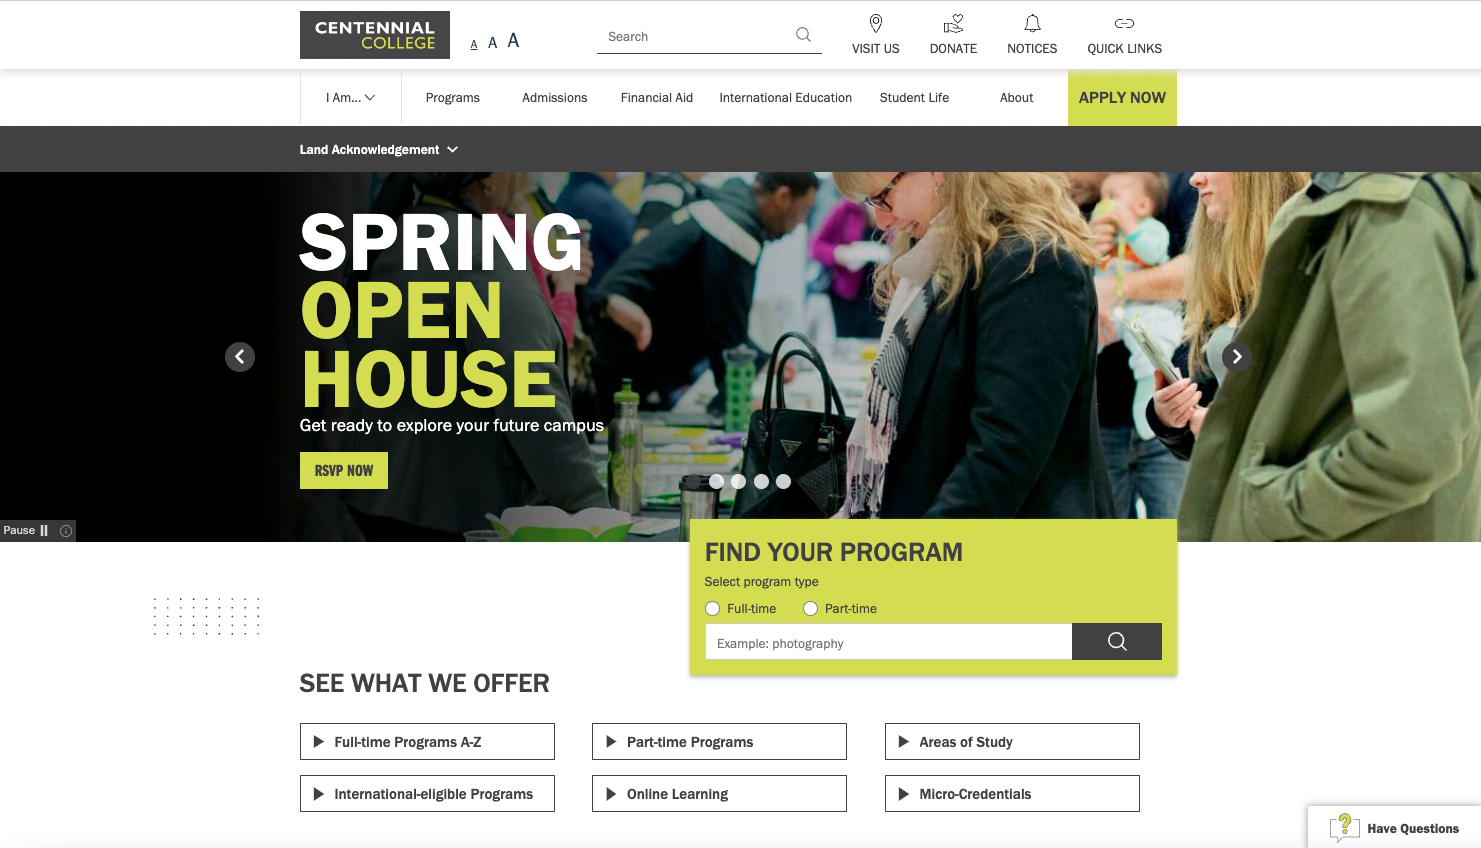 CENTENNIAL
COLLEGE
A A A
Search
VISIT US
DONATE
NOTICES
QUICK LINKS
I Am...
Programs
Admissions
Financial Aid
International Education
Student Life
About
APPLY NOW
Land Acknowledgement
SPRING
OPEN
HOUSE
Get ready to explore your future campus
RSVP NOW
Pause
FIND YOUR PROGRAM
Select program type
Full-time
Part-time
Example: photography
SEE WHAT WE OFFER
Full-time Programs A-Z
Part-time Programs
Areas of Study
International-eligible Programs
Online Learning
Micro-Credentials
? Have Questions